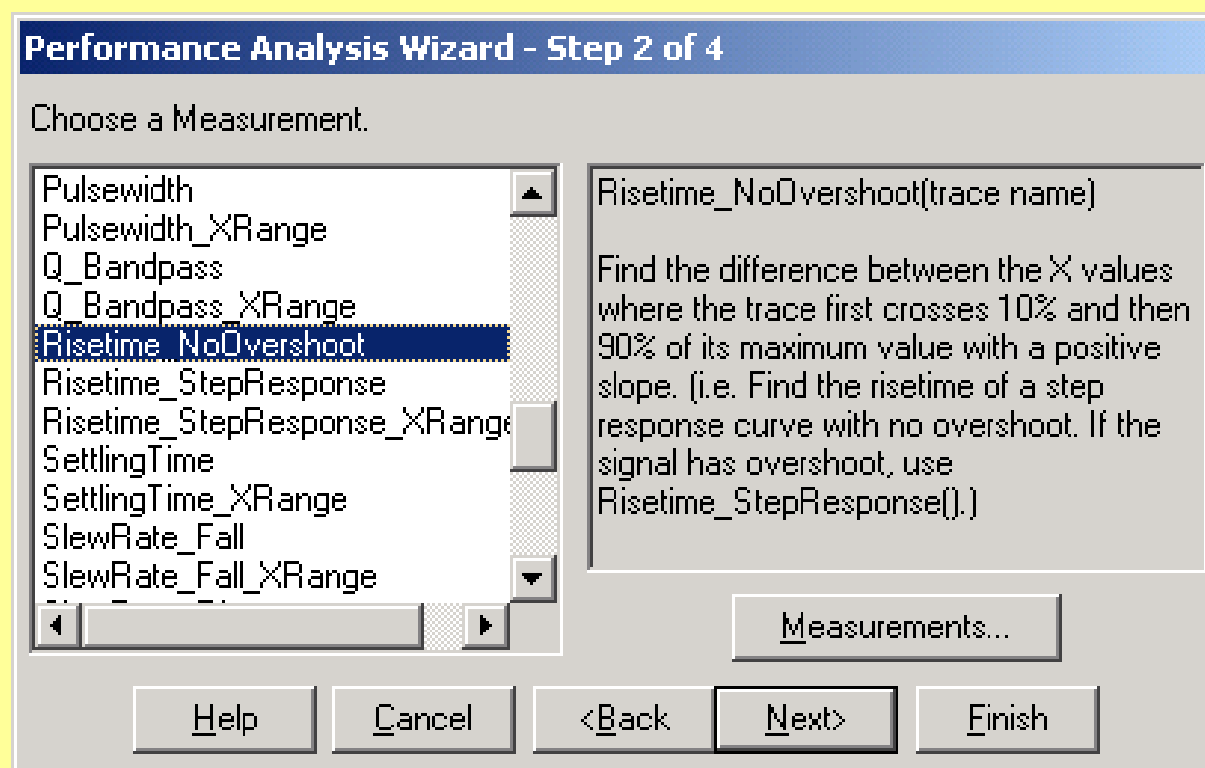 Performance Analysis Wizard - Step 2 of 4
Choose a Measurement.
Pulsewidth
Pulsewidth_XRange
Q_Bandpass
Q_Bandpass_XRange
Risetime_NoOvershoot
Risetime_StepResponse
Risetime_StepResponse_XRange
SettlingTime
SettlingTime_XRange
SlewRate_Fall
SlewRate_Fall_XRange
Risetime_NoOvershoot(trace name)
Find the difference between the X values
where the trace first crosses 10% and then
90% of its maximum value with a positive
slope. (i.e. Find the risetime of a step
response curve with no overshoot. If the
signal has overshoot, use
Risetime_StepResponse().)
Measurements...
Help
Cancel
<Back
Next>
Finish